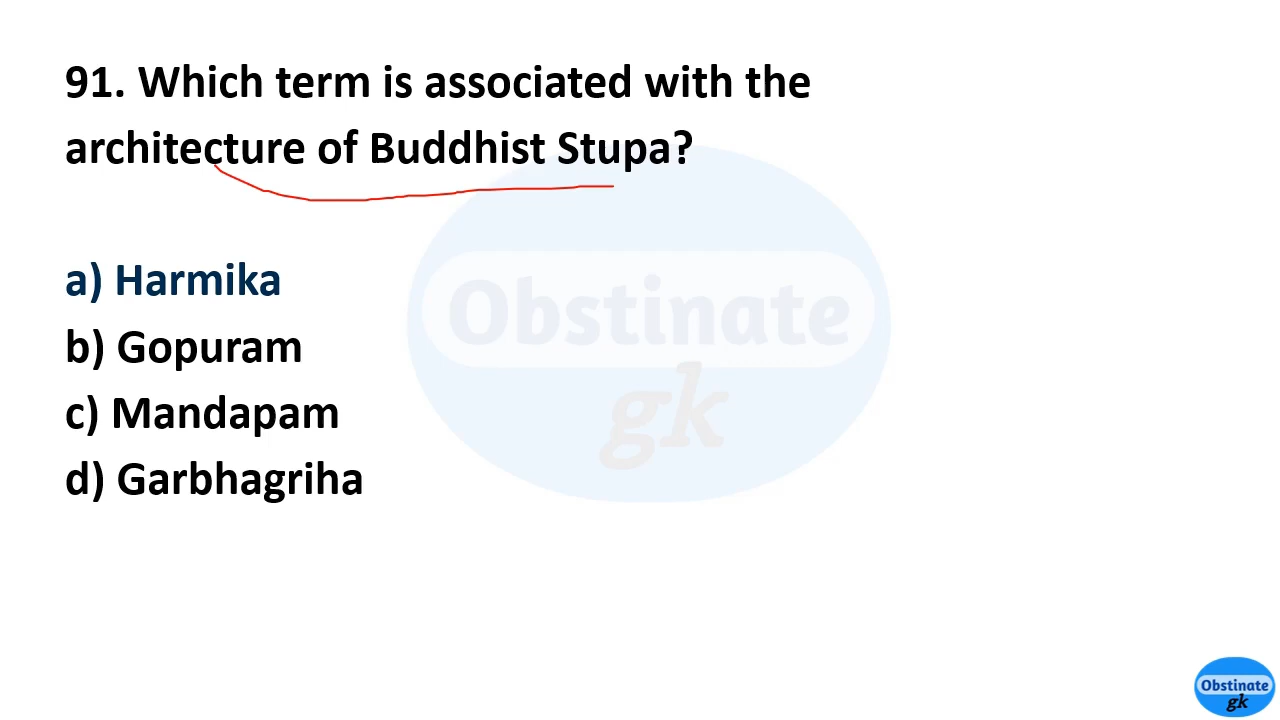 91. Which term is associated with the
architecture of Buddhist Stupa?
a) Harmika
b) Gopuram
c) Mandapam
d) Garbhagriha
Obstinate
gk
Obstinate
gk